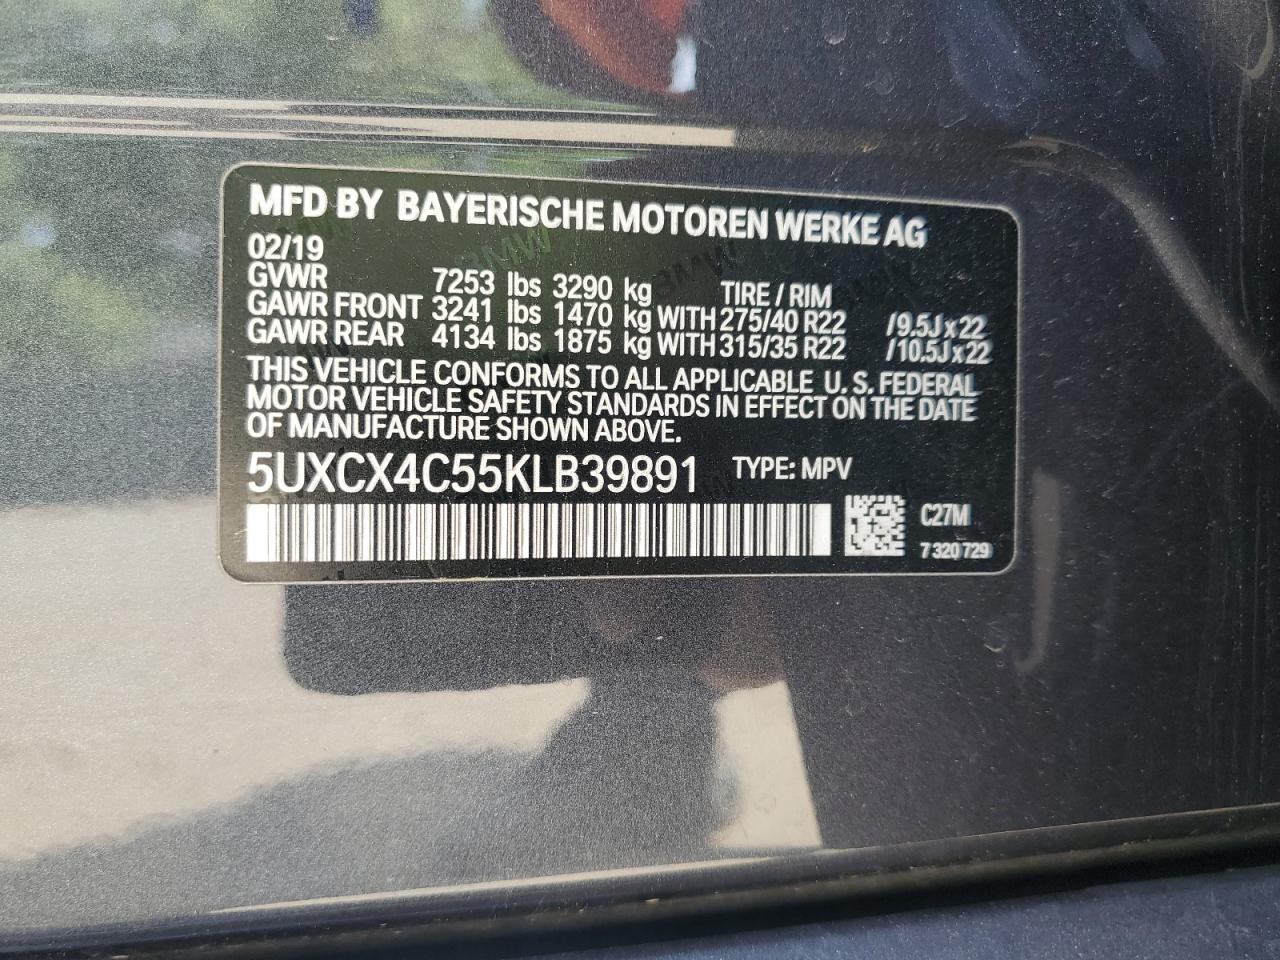 MFD BY BAYERISCHE MOTOREN WERKE AG
02/19
GVWR 7253 lbs 3290 kg TIRE / RIM
GAWR FRONT 3241 lbs 1470 kg WITH 275/40 R22 /9.5J x 22
GAWR REAR 4134 lbs 1875 kg WITH 315/35 R22 /10.5J x 22
THIS VEHICLE CONFORMS TO ALL APPLICABLE U. S. FEDERAL
MOTOR VEHICLE SAFETY STANDARDS IN EFFECT ON THE DATE
OF MANUFACTURE SHOWN ABOVE.
5UXCX4C55KLB39891 TYPE: MPV
C27M
7 320 729